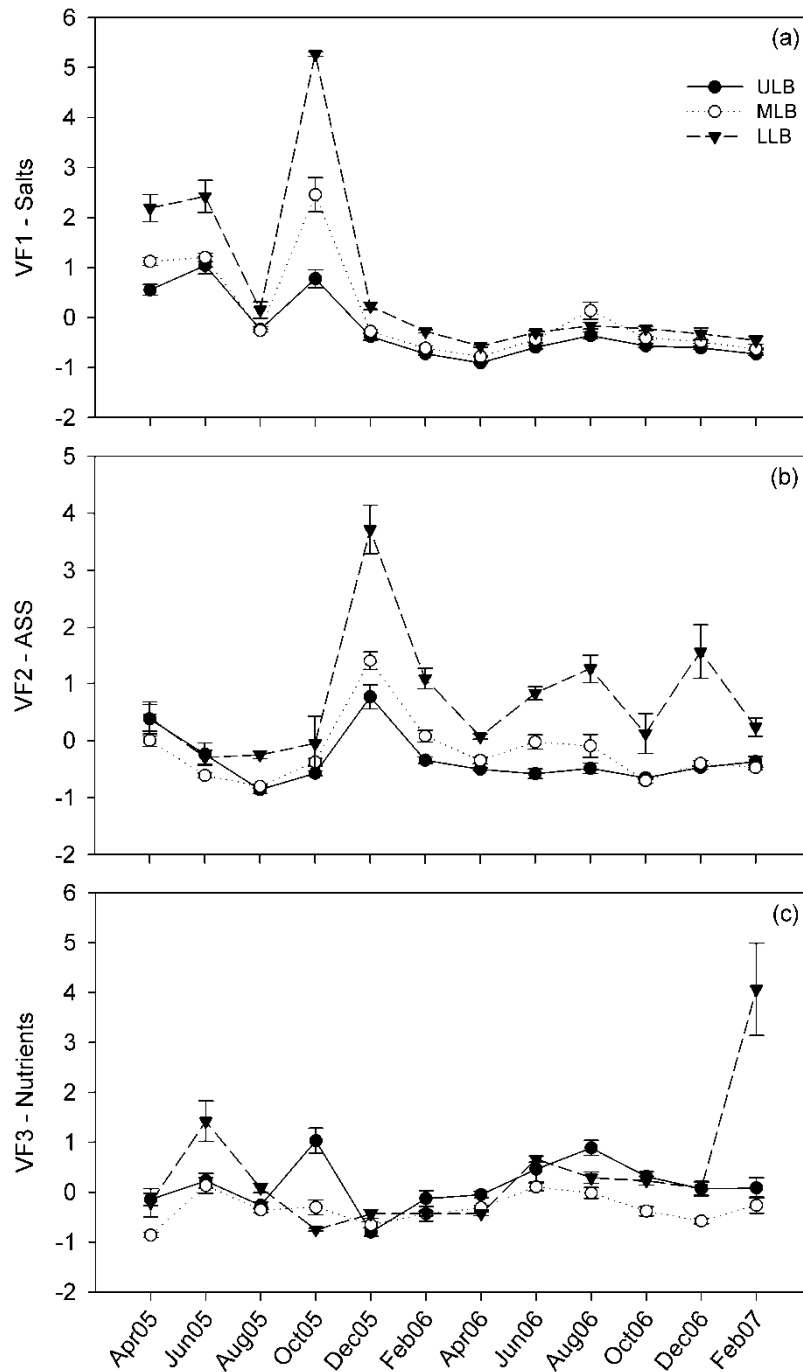 (a)
ULB
MLB
LLB
VF1 - Salts
6
5
4
3
2
1
0
-1
-2
(b)
VF2 - ASS
5
4
3
2
1
0
-1
-2
(c)
VF3 - Nutrients
6
5
4
3
2
1
0
-1
-2
Apr05
Jun05
Aug05
Oct05
Dec05
Feb06
Apr06
Jun06
Aug06
Oct06
Dec06
Feb07